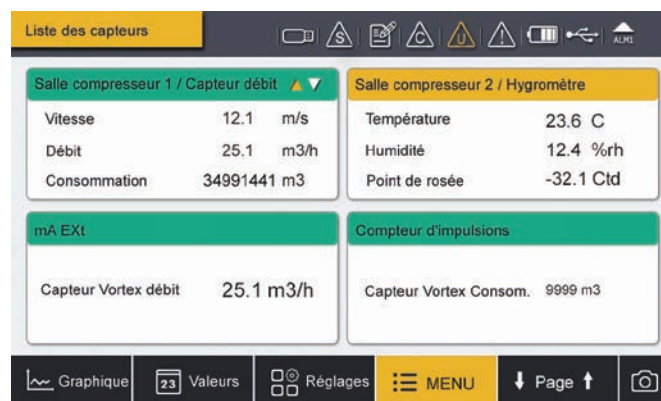 Liste des capteurs
S
C
U
ALM1
Salle compresseur 1 / Capteur débit
Vitesse 12.1 m/s
Débit 25.1 m3/h
Consommation 34991441 m3
Salle compresseur 2 / Hygromètre
Température 23.6 C
Humidité 12.4 %rh
Point de rosée -32.1 Ctd
mA EXt
Capteur Vortex débit 25.1 m3/h
Compteur d'impulsions
Capteur Vortex Consom. 9999 m3
Graphique 23 Valeurs Réglages MENU Page